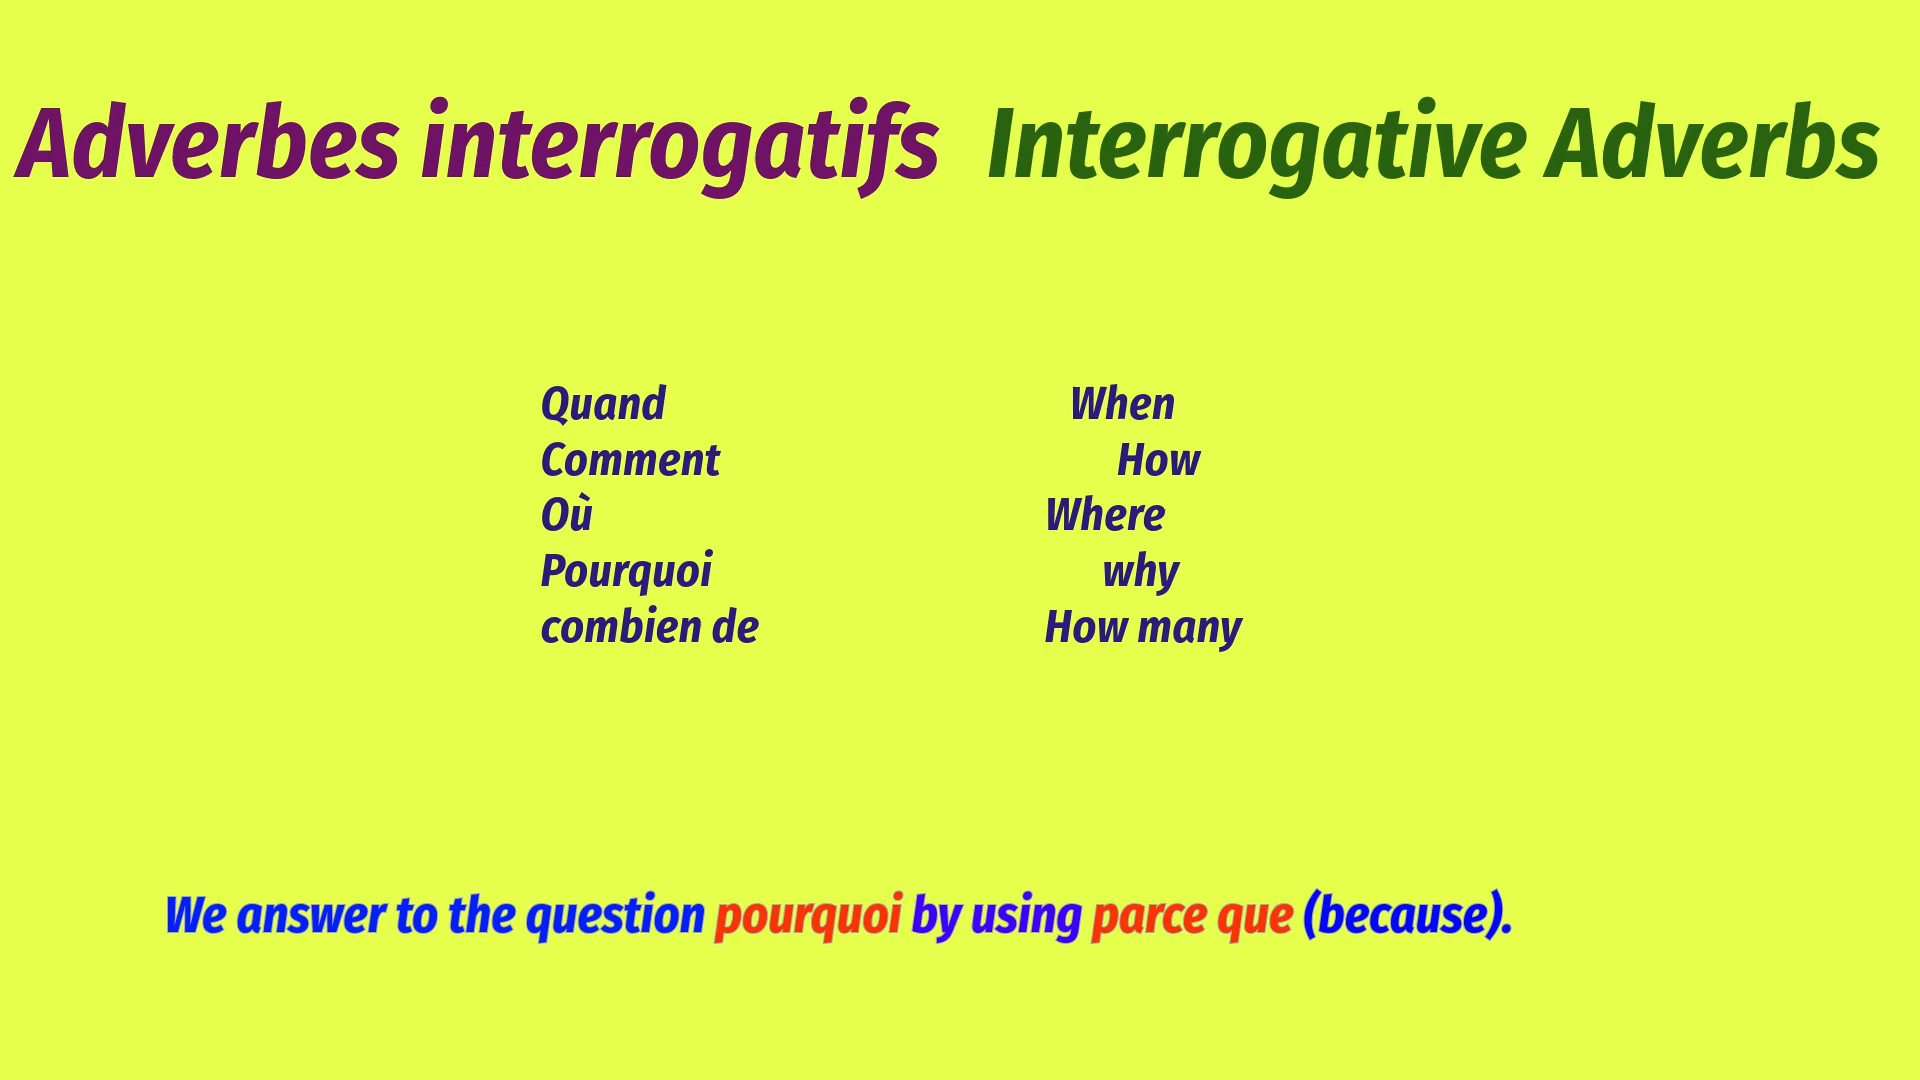 Adverbes interrogatifs Interrogative Adverbs
Quand When
Comment How
Où Where
Pourquoi why
combien de How many
We answer to the question pourquoi by using parce que (because).